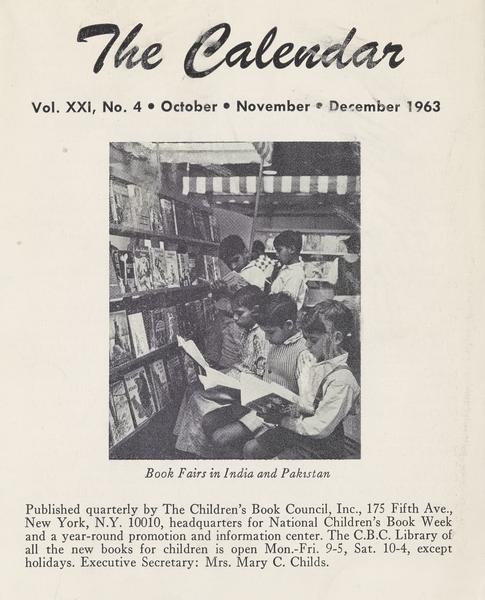 The Calendar
Vol. XXI, No. 4 • October • November • December 1963
Book Fairs in India and Pakistan
Published quarterly by The Children's Book Council, Inc., 175 Fifth Ave.,
New York, N.Y. 10010, headquarters for National Children's Book Week
and a year-round promotion and information center. The C.B.C. Library of
all the new books for children is open Mon.-Fri. 9-5, Sat. 10-4, except
holidays. Executive Secretary: Mrs. Mary C. Childs.